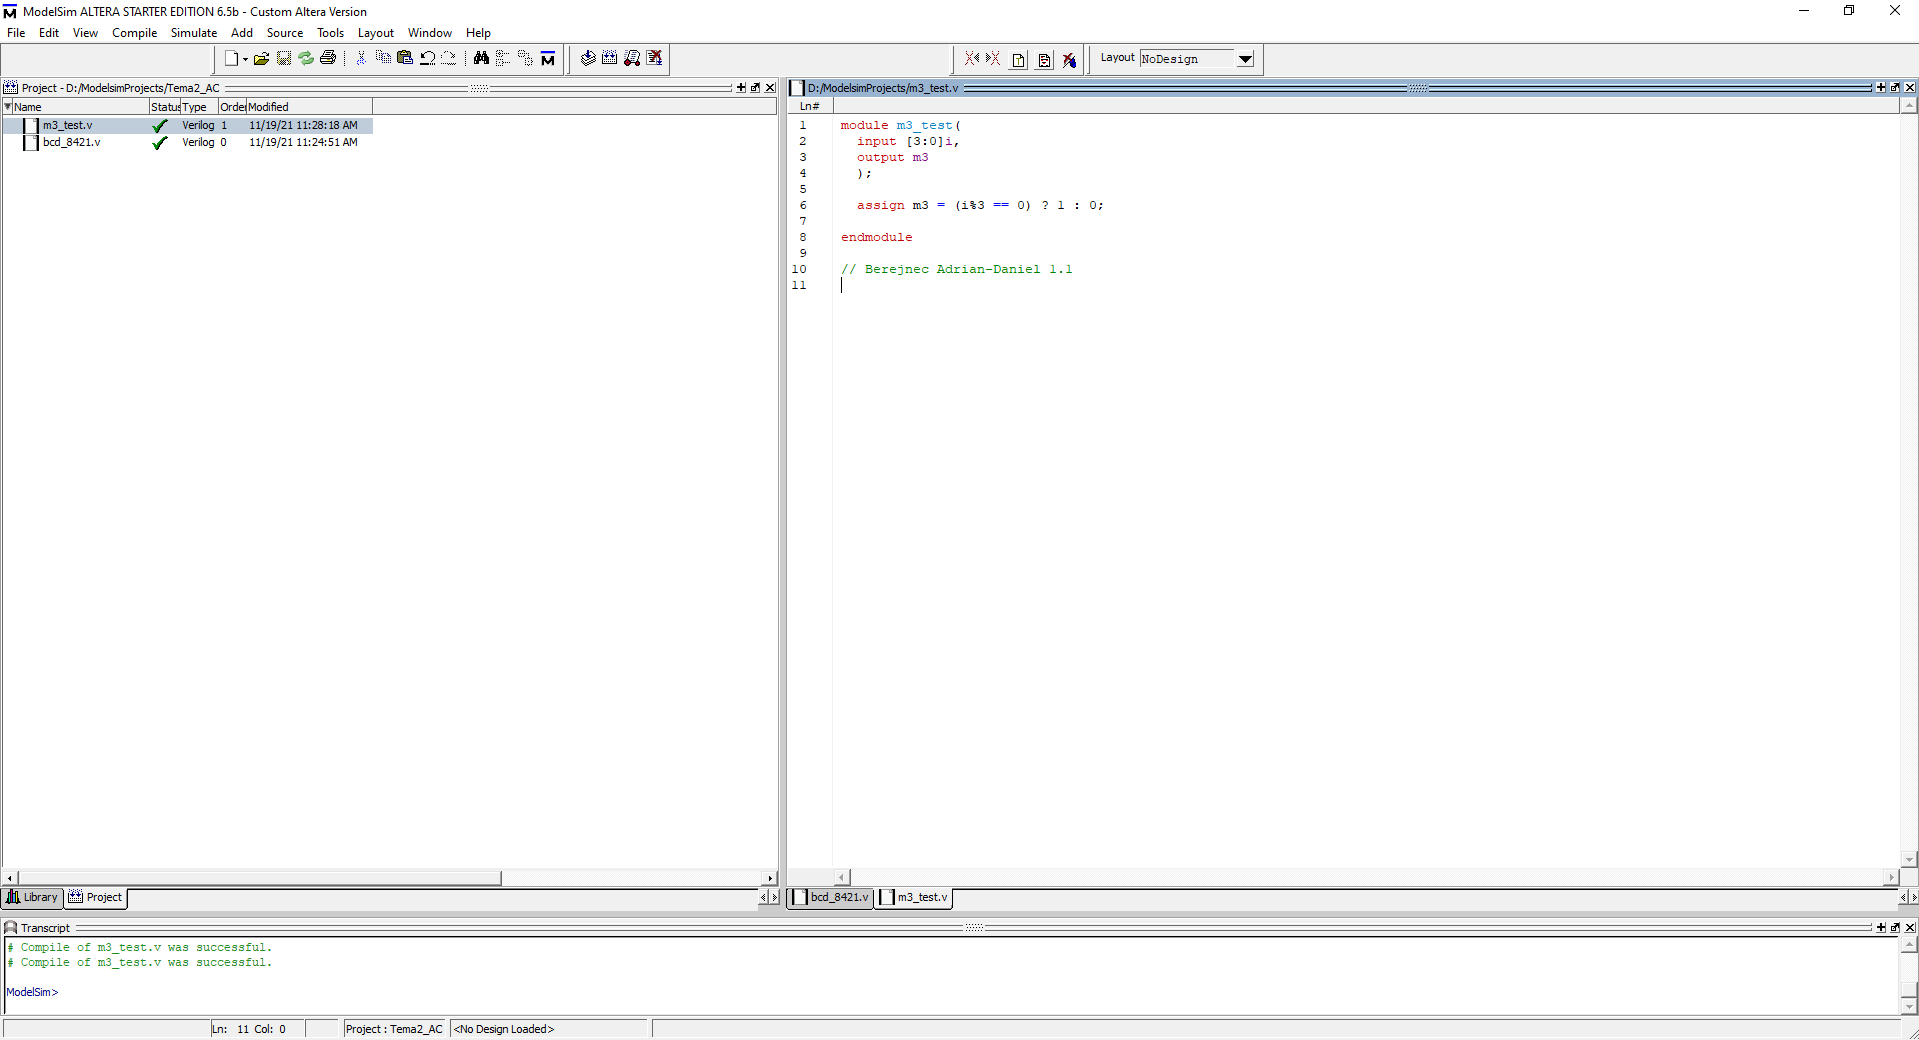 ModelSim ALTERA STARTER EDITION 6.5b - Custom Altera Version
File Edit View Compile Simulate Add Source Tools Layout Window Help
Layout NoDesign
Project - D:/ModelsimProjects/Tema2_AC
Name Status Type Order Modified
m3_test.v Verilog 1 11/19/21 11:28:18 AM
bcd_8421.v Verilog 0 11/19/21 11:24:51 AM
Library Project
D:/ModelsimProjects/m3_test.v
Ln#
1 module m3_test(
2 input [3:0]i,
3 output m3
4 );
5
6 assign m3 = (i%3 == 0) ? 1 : 0;
7
8 endmodule
9
10 // Berejnec Adrian-Daniel 1.1
11
bcd_8421.v m3_test.v
Transcript
# Compile of m3_test.v was successful.
# Compile of m3_test.v was successful.
ModelSim>
Ln: 11 Col: 0 Project : Tema2_AC <No Design Loaded>